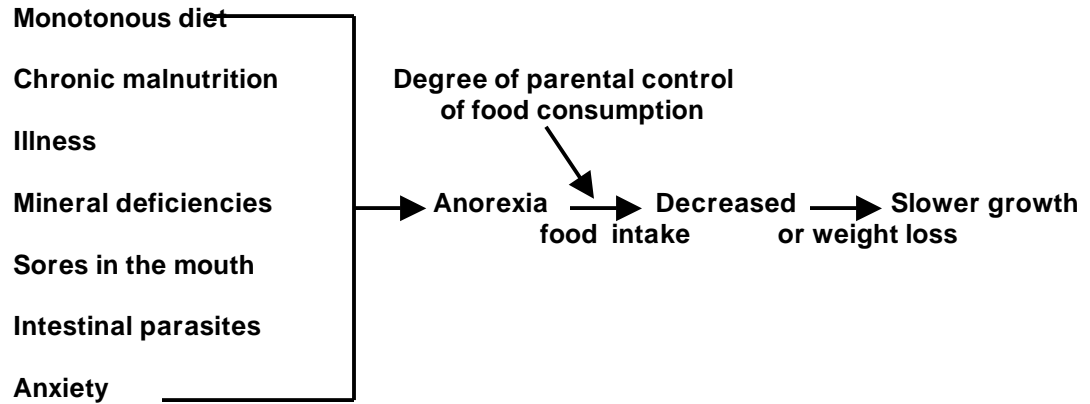 Monotonous diet
Chronic malnutrition
Degree of parental control
of food consumption
Illness
Mineral deficiencies
Anorexia
Decreased
Slower growth
food intake
or weight loss
Sores in the mouth
Intestinal parasites
Anxiety